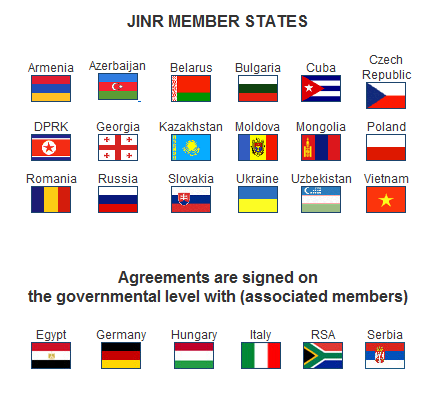 JINR MEMBER STATES
Armenia Azerbaijan Belarus Bulgaria Cuba Czech
Republic
DPRK Georgia Kazakhstan Moldova Mongolia Poland
Romania Russia Slovakia Ukraine Uzbekistan Vietnam
Agreements are signed on
the governmental level with (associated members)
Egypt Germany Hungary Italy RSA Serbia